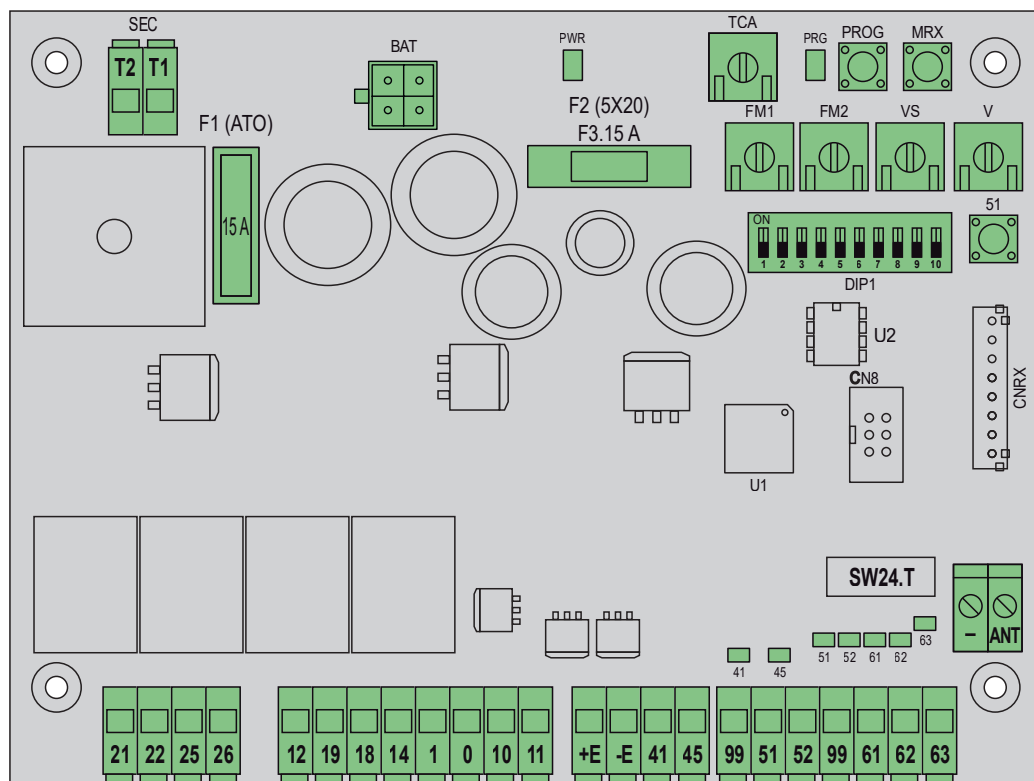 SEC
T2 T1
BAT
PWR
TCA
PRG
PROG
MRX
F1 (ATO)
15 A
F2 (5X20)
F3.15 A
FM1
FM2
VS
V
51
ON
1 2 3 4 5 6 7 8 9 10
DIP1
U2
CN8
CNRX
U1
SW24.T
– ANT
63
51 52 61 62
41 45
21 22 25 26
12 19 18 14 1 0 10 11
+E -E 41 45
99 51 52 99 61 62 63